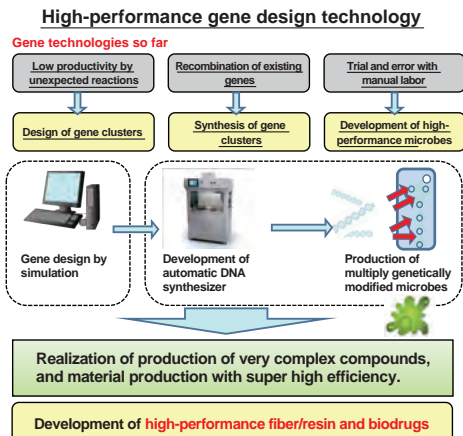 High-performance gene design technology
Gene technologies so far
Low productivity by
unexpected reactions
Recombination of existing
genes
Trial and error with
manual labor
Design of gene clusters
Synthesis of gene
clusters
Development of high-
performance microbes
Gene design by
simulation
Development of
automatic DNA
synthesizer
Production of
multiply genetically
modified microbes
Realization of production of very complex compounds,
and material production with super high efficiency.
Development of high-performance fiber/resin and biodrugs